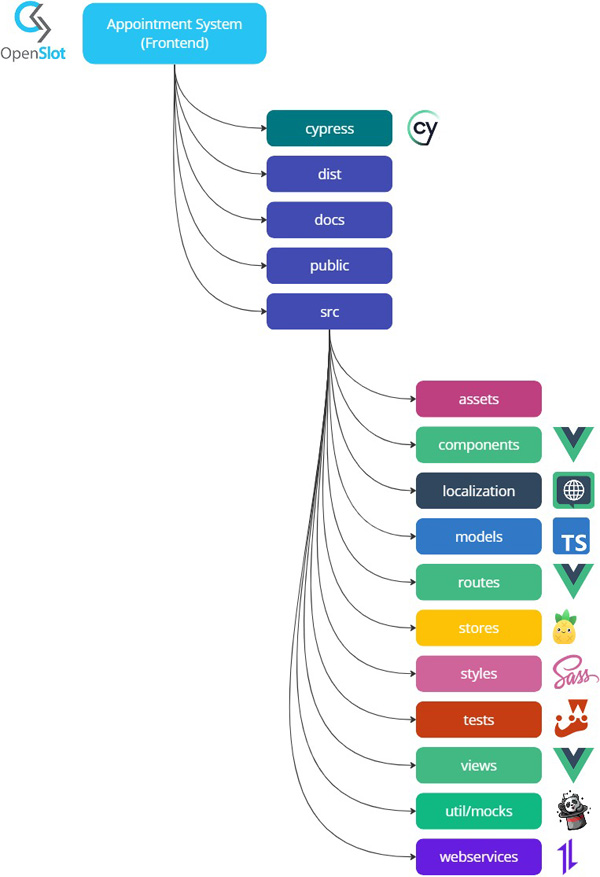 OpenSlot
Appointment System
(Frontend)
cypress
cy
dist
docs
public
src
assets
components
localization
models
TS
routes
stores
styles
Sass
tests
views
util/mocks
webservices